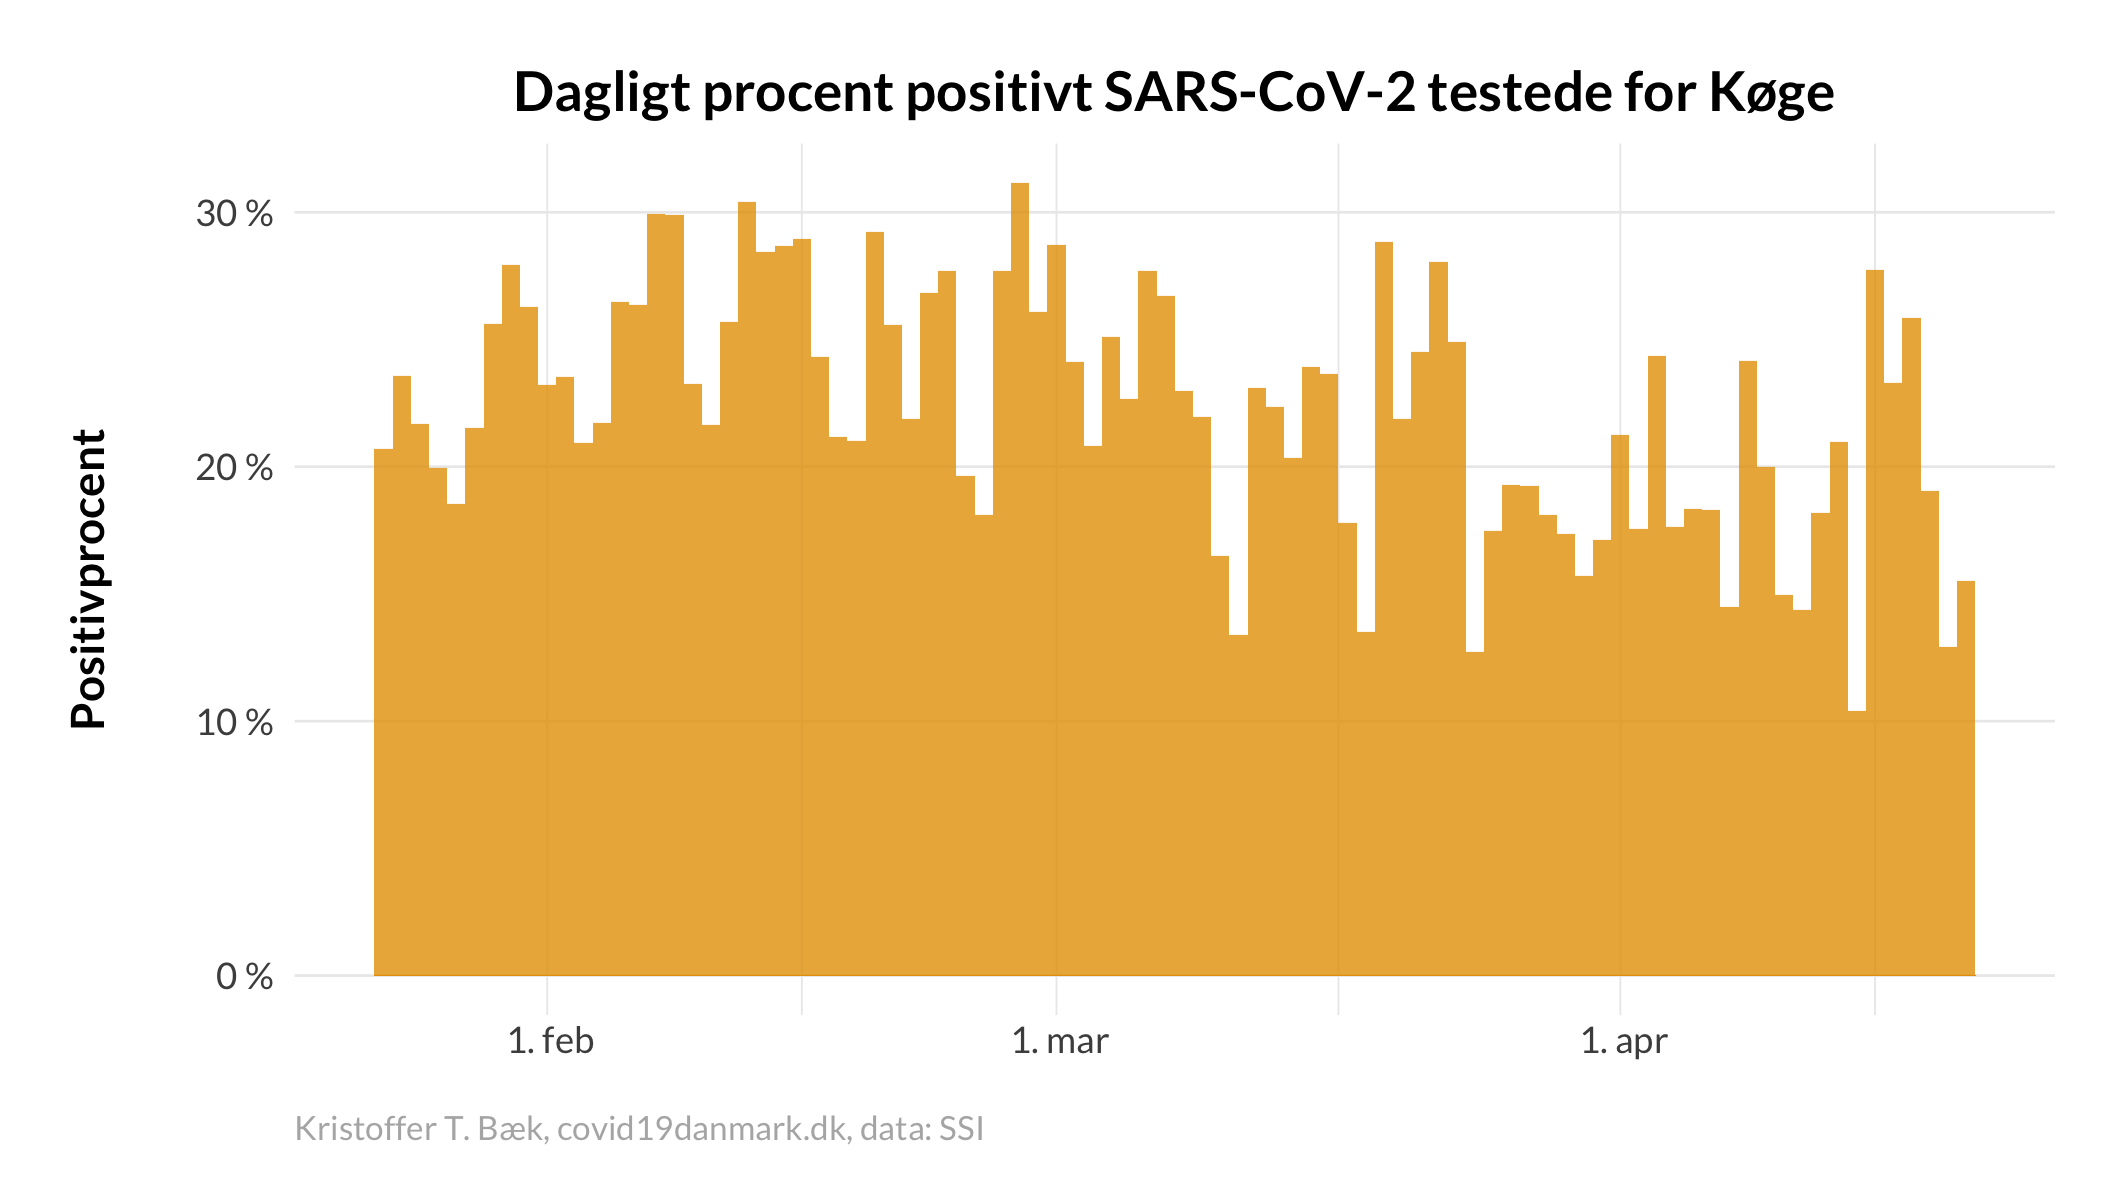 Dagligt procent positivt SARS-CoV-2 testede for Køge
Positivprocent
30 %
20 %
10 %
0 %
1. feb
1. mar
1. apr
Kristoffer T. Bæk, covid19danmark.dk, data: SSI